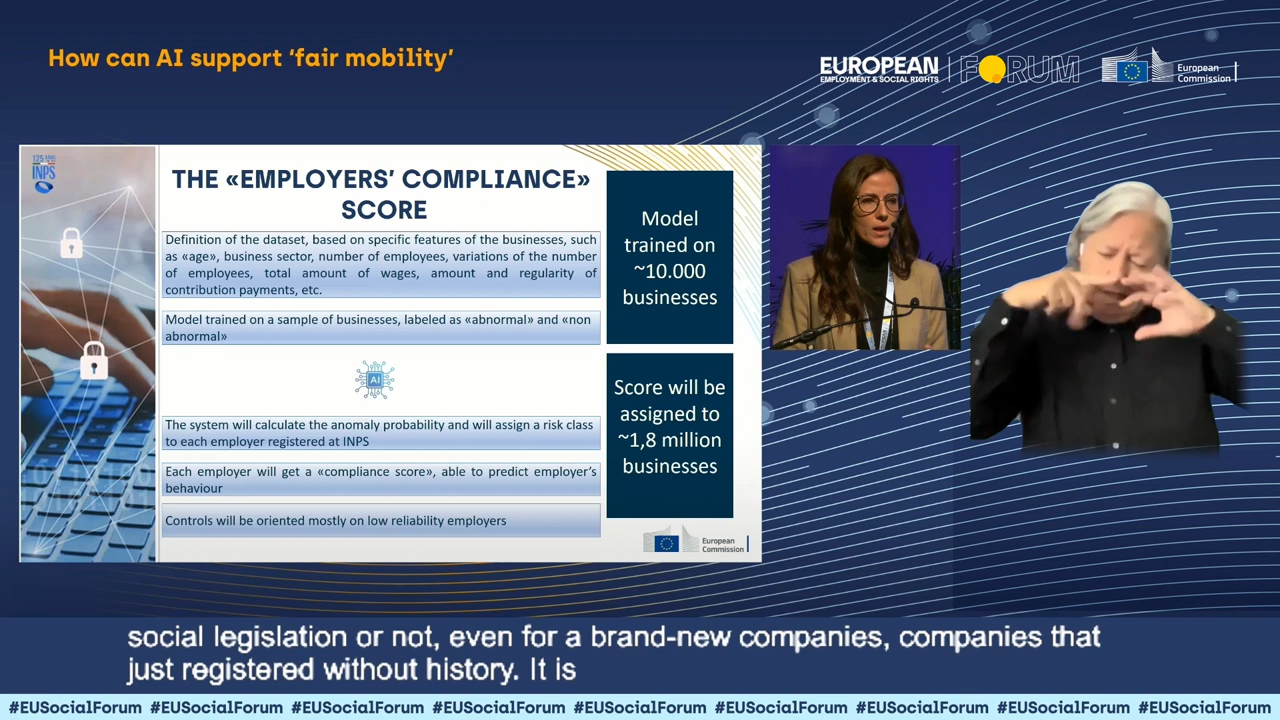 How can AI support ‘fair mobility’
EUROPEAN
EMPLOYMENT & SOCIAL RIGHTS
FORUM
European
Commission
125 ANNI
INPS
THE «EMPLOYERS’ COMPLIANCE»
SCORE
Definition of the dataset, based on specific features of the businesses, such
as «age», business sector, number of employees, variations of the number
of employees, total amount of wages, amount and regularity of
contribution payments, etc.
Model trained on a sample of businesses, labeled as «abnormal» and «non
abnormal»
AI
The system will calculate the anomaly probability and will assign a risk class
to each employer registered at INPS
Each employer will get a «compliance score», able to predict employer’s
behaviour
Controls will be oriented mostly on low reliability employers
Model
trained on
~10.000
businesses
Score will be
assigned to
~1,8 million
businesses
European
Commission
social legislation or not, even for a brand-new companies, companies that
just registered without history. It is
#EUSocialForum #EUSocialForum #EUSocialForum #EUSocialForum #EUSocialForum #EUSocialForum #EUSocialForum #EUSocialForum #EUSocialForum